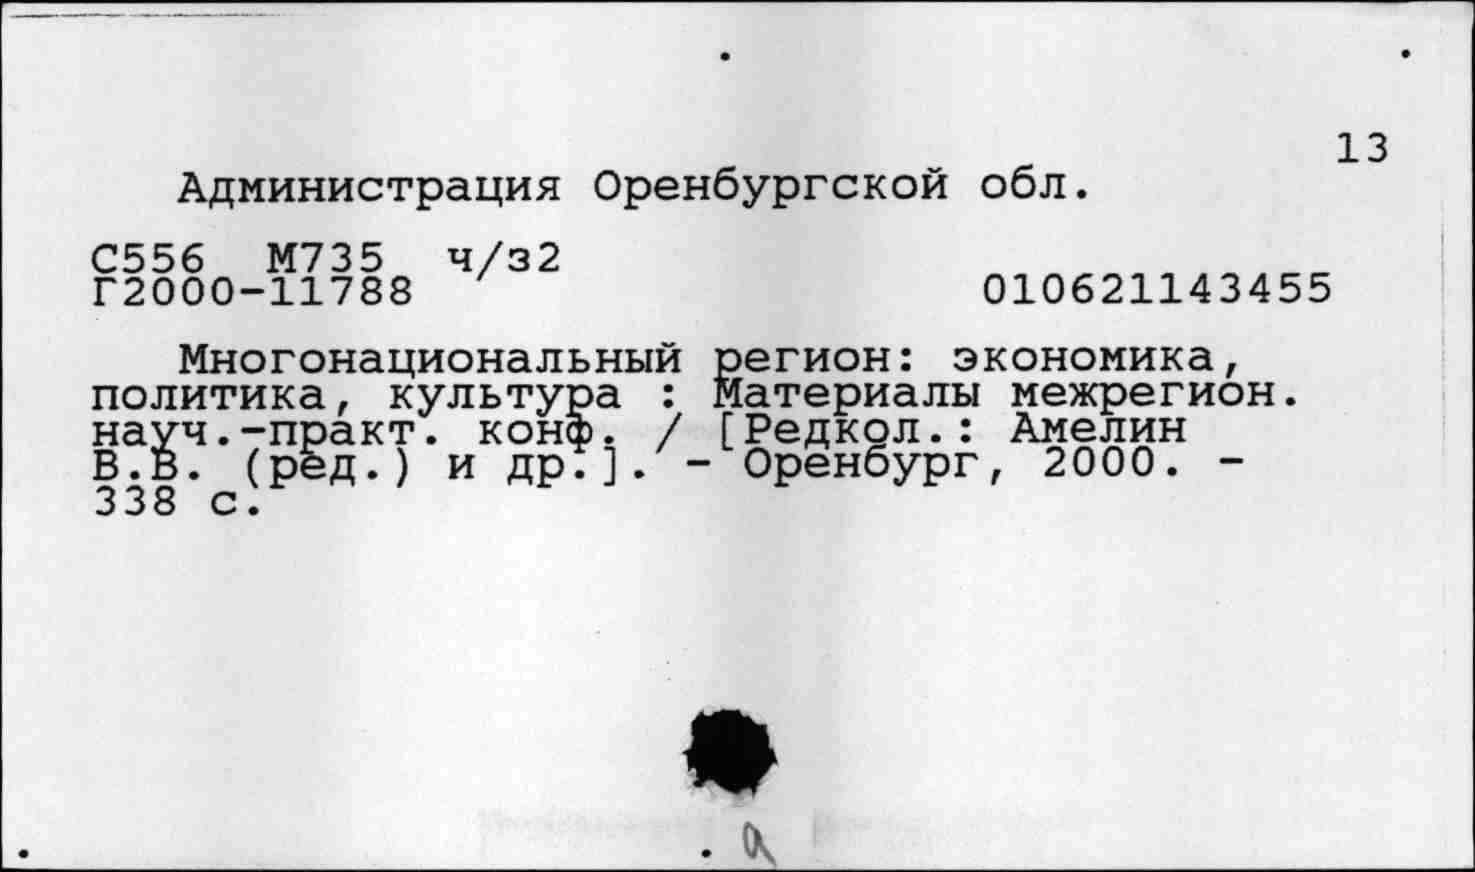 13
Администрация Оренбургской обл.
С556 М735 ч/з2
Г2000-11788 010621143455
Многонациональный регион: экономика,
политика, культура : Материалы межрегион.
науч.-практ. конф. / [Редкол.: Амелин
В.В. (ред.) и др.]. - Оренбург, 2000. -
338 с.